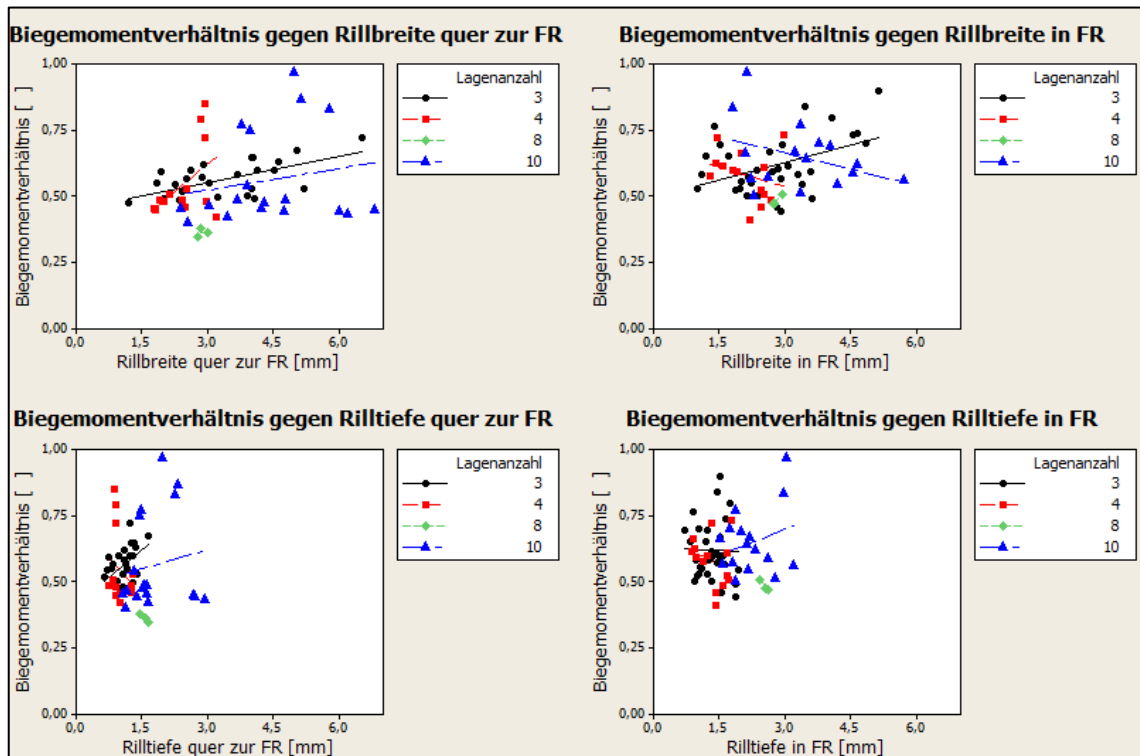 Biegemomentverhältnis gegen Rillbreite quer zur FR
Biegemomentverhältnis [ ]
1,00
0,75
0,50
0,25
0,00
0,0 1,5 3,0 4,5 6,0
Rillbreite quer zur FR [mm]
Lagenanzahl
3
4
8
10
Biegemomentverhältnis gegen Rillbreite in FR
Biegemomentverhältnis [ ]
1,00
0,75
0,50
0,25
0,00
0,0 1,5 3,0 4,5 6,0
Rillbreite in FR [mm]
Lagenanzahl
3
4
8
10
Biegemomentverhältnis gegen Rilltiefe quer zur FR
Biegemomentverhältnis [ ]
1,00
0,75
0,50
0,25
0,00
0,0 1,5 3,0 4,5 6,0
Rilltiefe quer zur FR [mm]
Lagenanzahl
3
4
8
10
Biegemomentverhältnis gegen Rilltiefe in FR
Biegemomentverhältnis [ ]
1,00
0,75
0,50
0,25
0,00
0,0 1,5 3,0 4,5 6,0
Rilltiefe in FR [mm]
Lagenanzahl
3
4
8
10